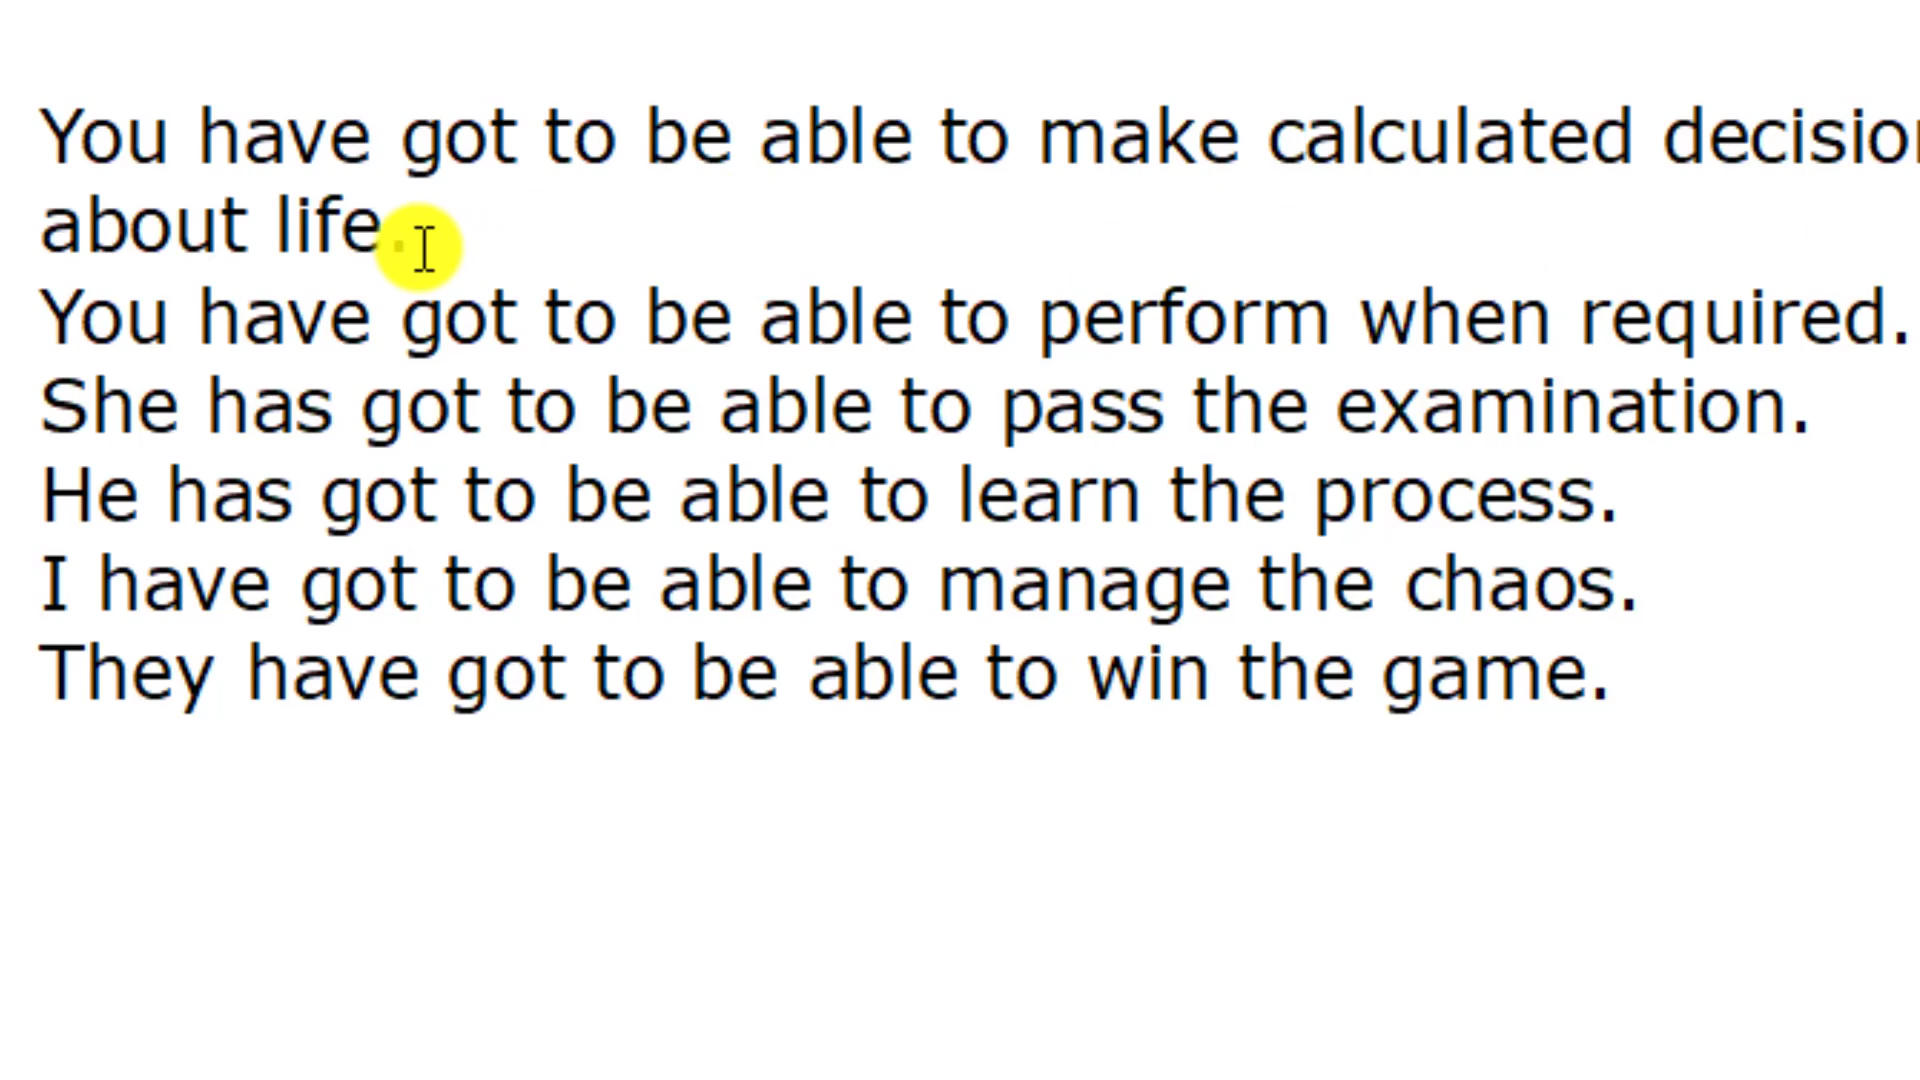 You have got to be able to make calculated
about life.
You have got to be able to perform when required.
She has got to be able to pass the examination.
He has got to be able to learn the process.
I have got to be able to manage the chaos.
They have got to be able to win the game.